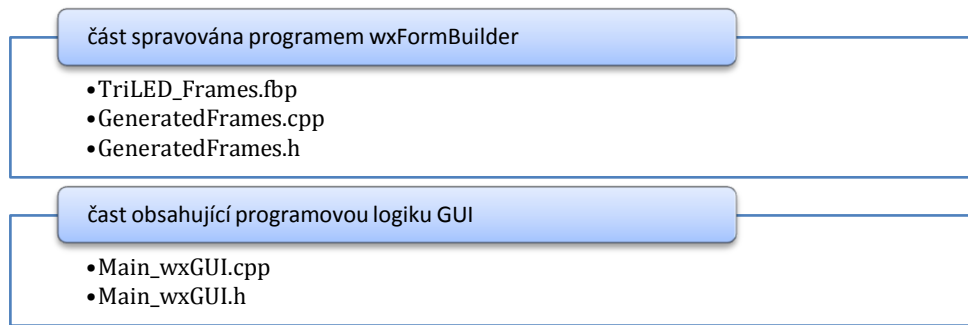 část spravována programem wxFormBuilder
•TriLED_Frames.fbp
•GeneratedFrames.cpp
•GeneratedFrames.h
čast obsahující programovou logiku GUI
•Main_wxGUI.cpp
•Main_wxGUI.h